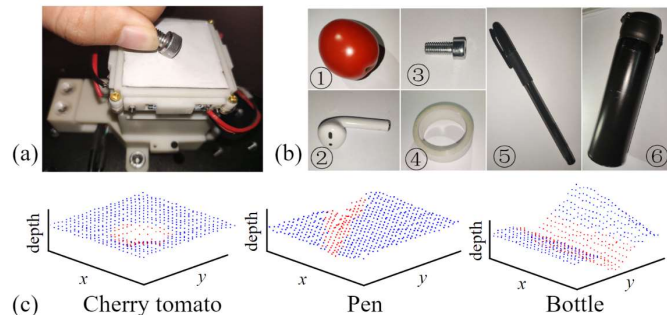 (a)
(b)
①
②
③
④
⑤
⑥
(c)
depth
x
y
Cherry tomato
depth
x
y
Pen
depth
x
y
Bottle